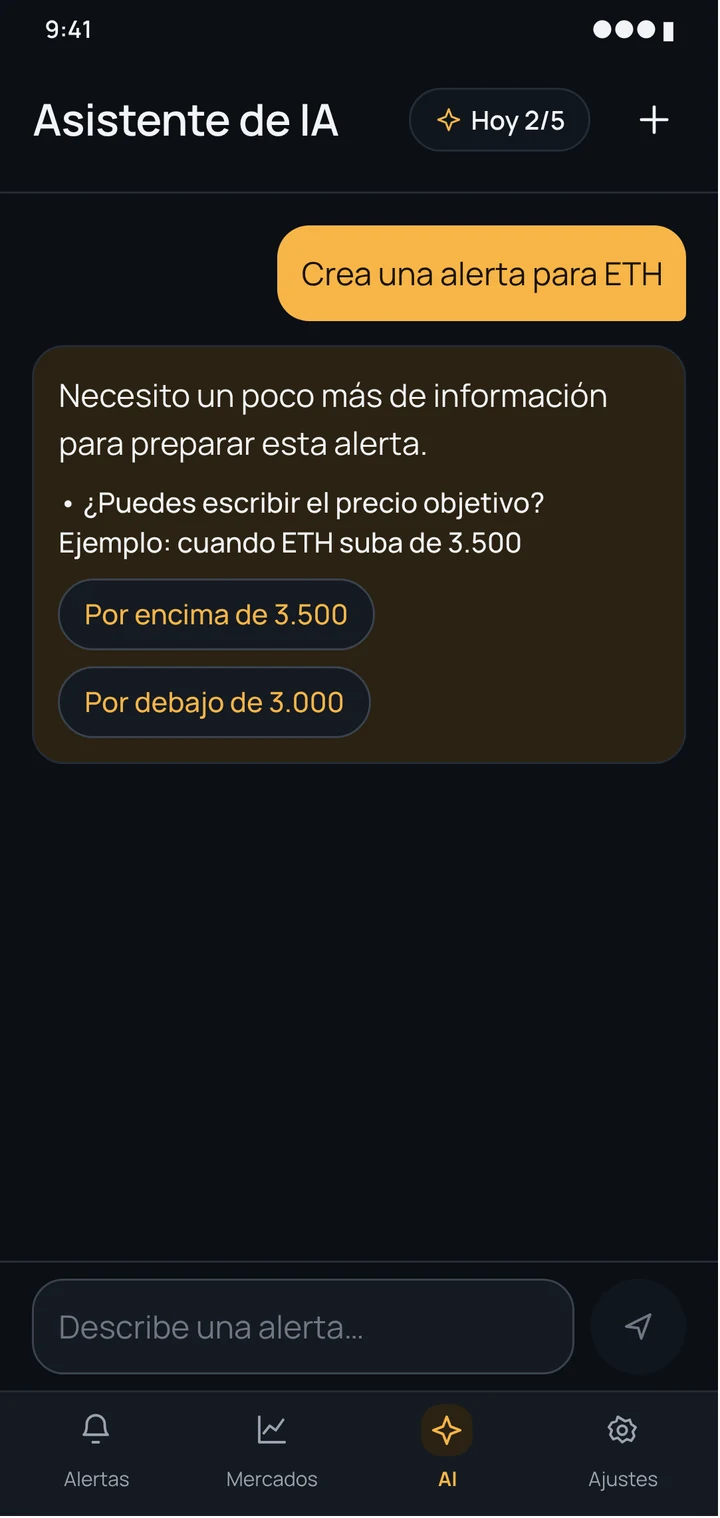 9:41
Asistente de IA
Hoy 2/5
Crea una alerta para ETH
Necesito un poco más de información
para preparar esta alerta.
• ¿Puedes escribir el precio objetivo?
Ejemplo: cuando ETH suba de 3.500
Por encima de 3.500
Por debajo de 3.000
Describe una alerta...
Alertas
Mercados
AI
Ajustes